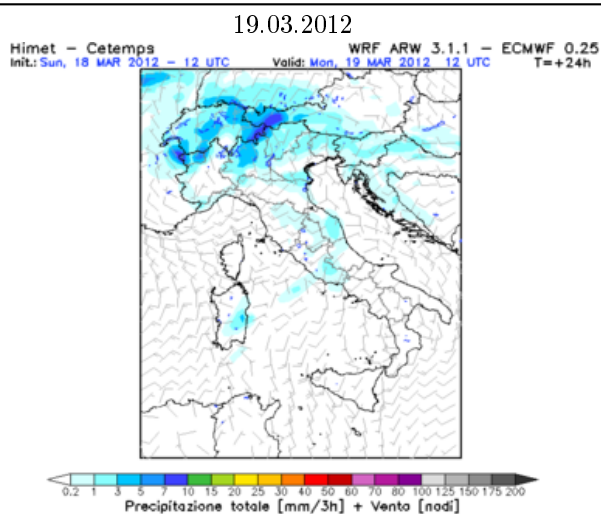 19.03.2012
Himet – Cetemps WRF ARW 3.1.1 – ECMWF 0.25
Init.: Sun, 18 MAR 2012 – 12 UTC Valid: Mon, 19 MAR 2012 12 UTC T=+24h
0.2 1 3 5 7 10 15 20 25 30 40 50 60 70 80 90 100 125 150 175 200
Precipitazione totale [mm/3h] + Vento [nodi]